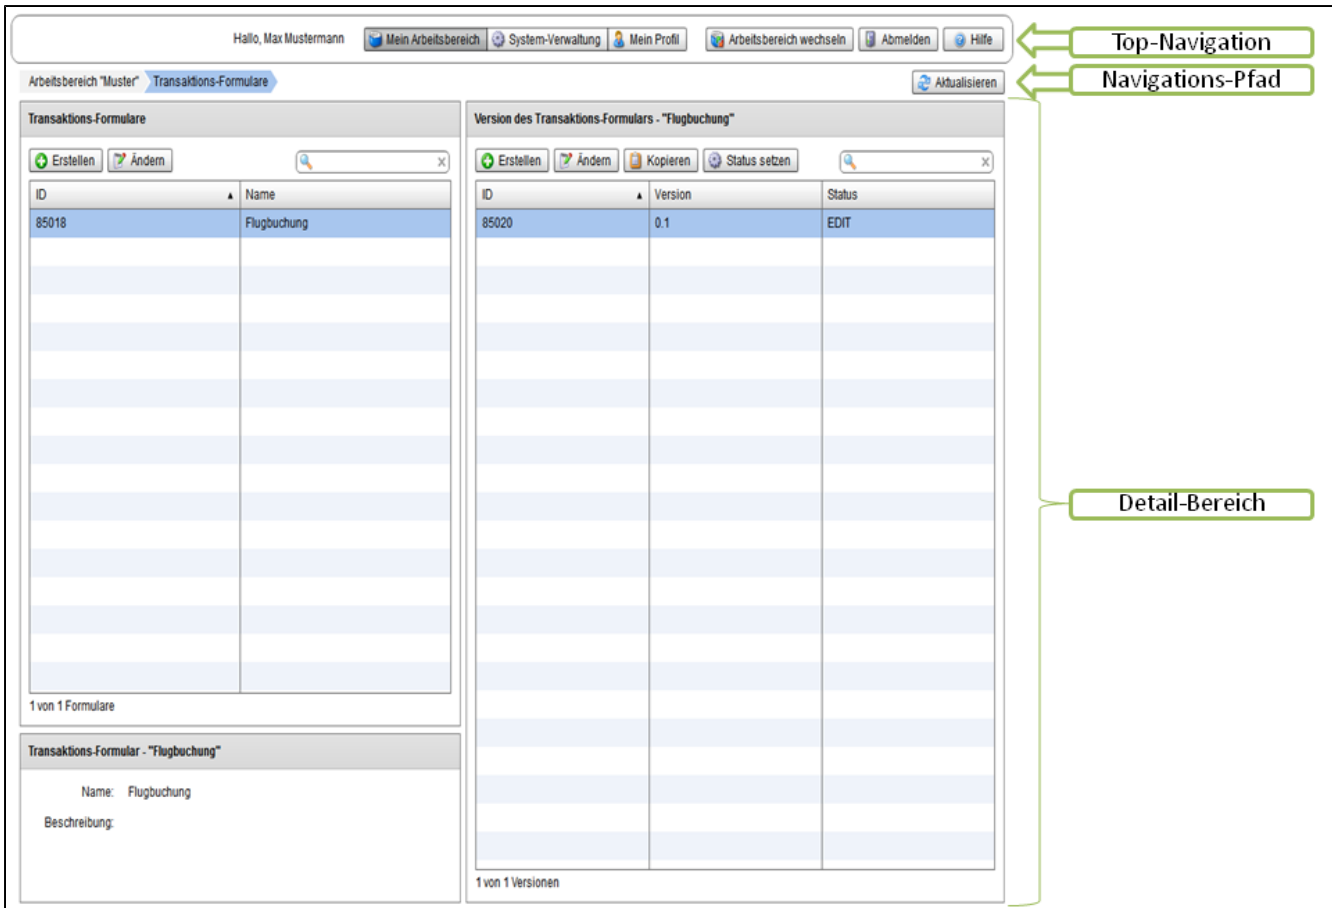 Hallo, Max Mustermann Mein Arbeitsbereich System-Verwaltung Mein Profil Arbeitsbereich wechseln Abmelden Hilfe
Top-Navigation
Arbeitsbereich "Muster" Transaktions-Formulare Aktualisieren
Navigations-Pfad
Transaktions-Formulare
Erstellen Ändern
ID Name
85018 Flugbuchung
1 von 1 Formulare
Transaktions-Formular - "Flugbuchung"
Name: Flugbuchung
Beschreibung:
Version des Transaktions-Formulars - "Flugbuchung"
Erstellen Ändern Kopieren Status setzen
ID Version Status
85020 0.1 EDIT
1 von 1 Versionen
Detail-Bereich